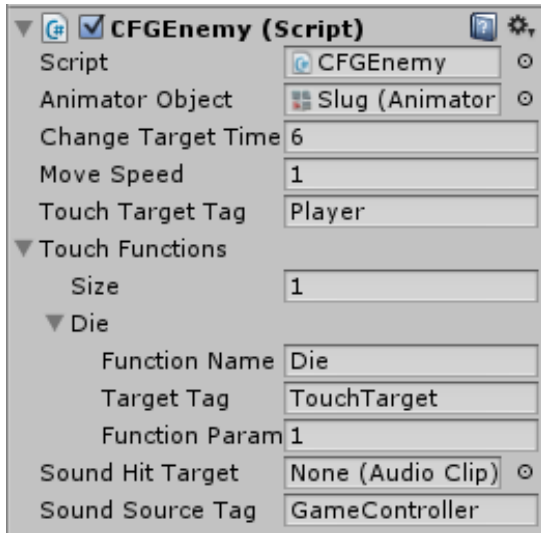 CFGEnemy (Script)
Script CFGEnemy
Animator Object Slug (Animator
Change Target Time 6
Move Speed 1
Touch Target Tag Player
Touch Functions
Size 1
Die
Function Name Die
Target Tag TouchTarget
Function Param 1
Sound Hit Target None (Audio Clip)
Sound Source Tag GameController